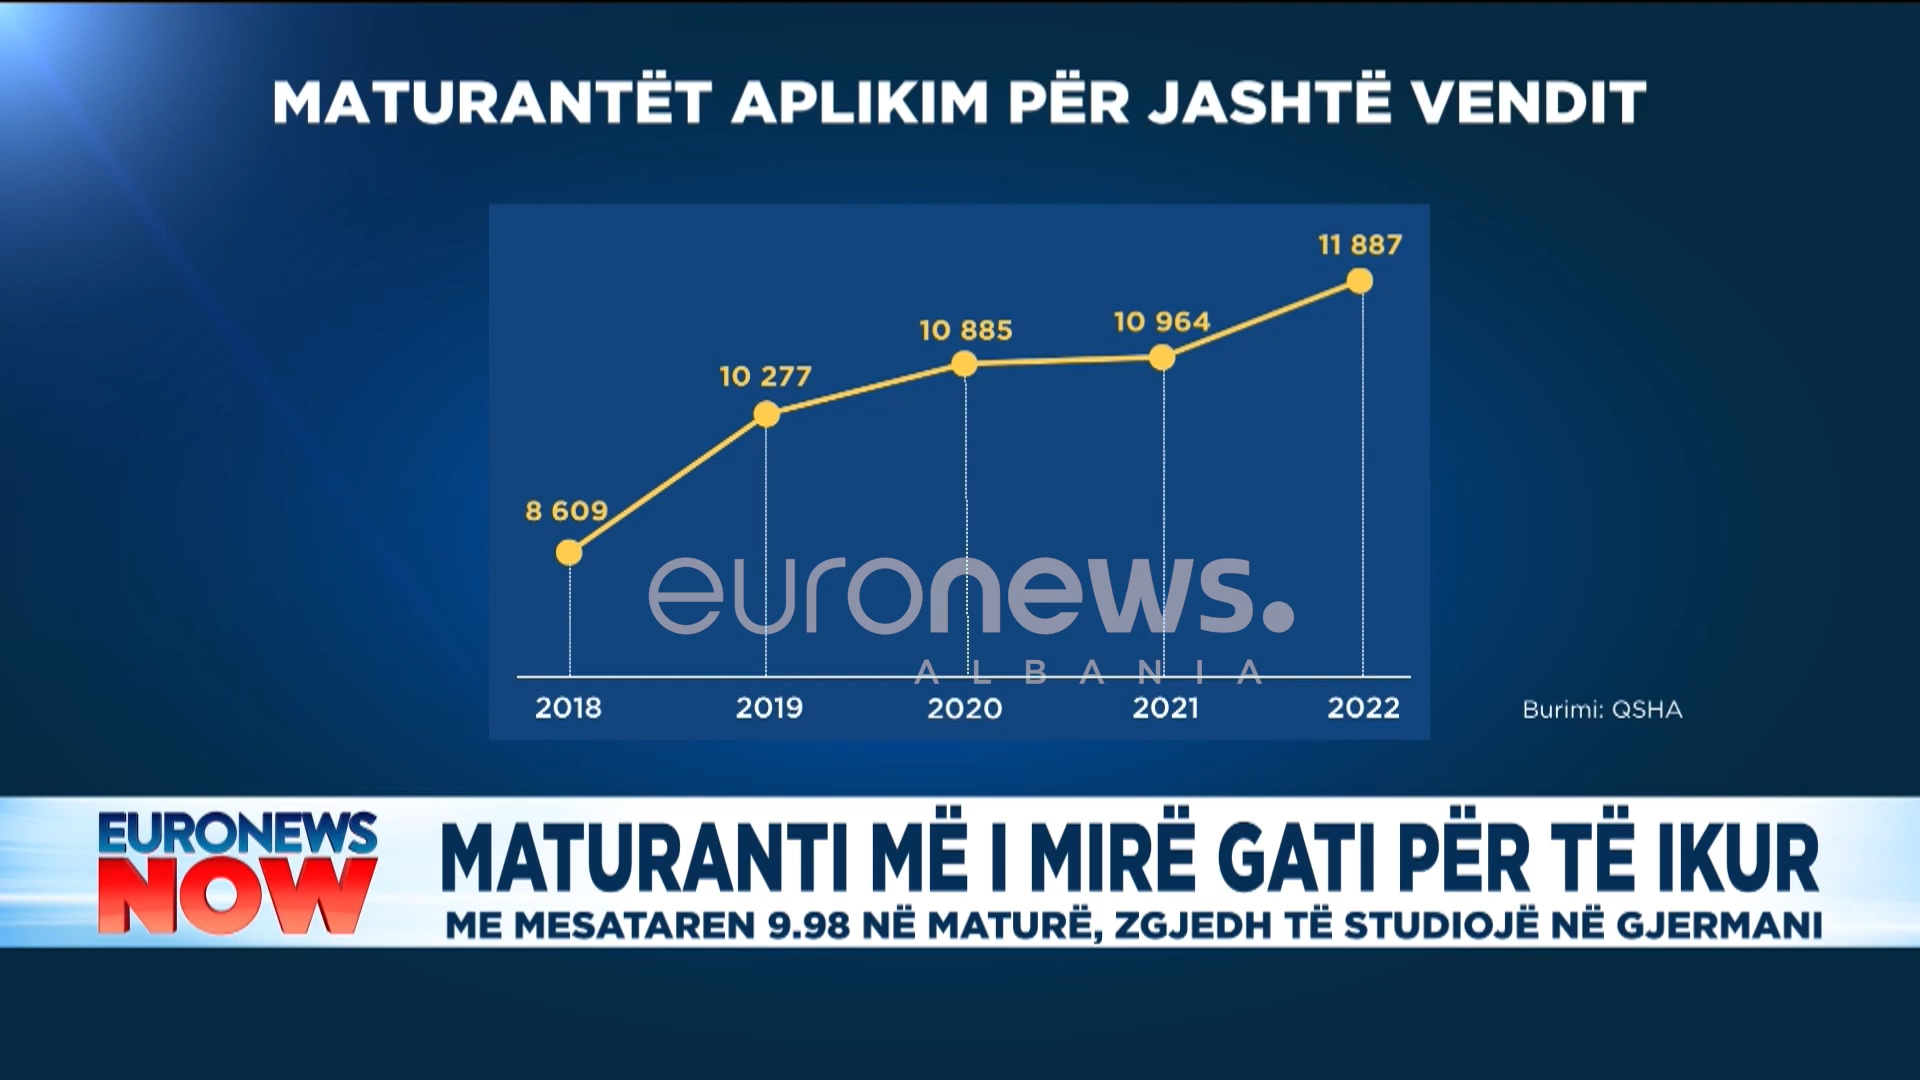 MATURANTËT APLIKIM PËR JASHTË VENDIT
11 887
10 964
10 885
10 277
8 609
euronews.
ALBANIA
2018 2019 2020 2021 2022
Burimi: QSHA
EURONEWS
NOW
MATURANTI MË I MIRË GATI PËR TË IKUR
ME MESATAREN 9.98 NË MATURË, ZGJEDH TË STUDIOJË NË GJERMANI